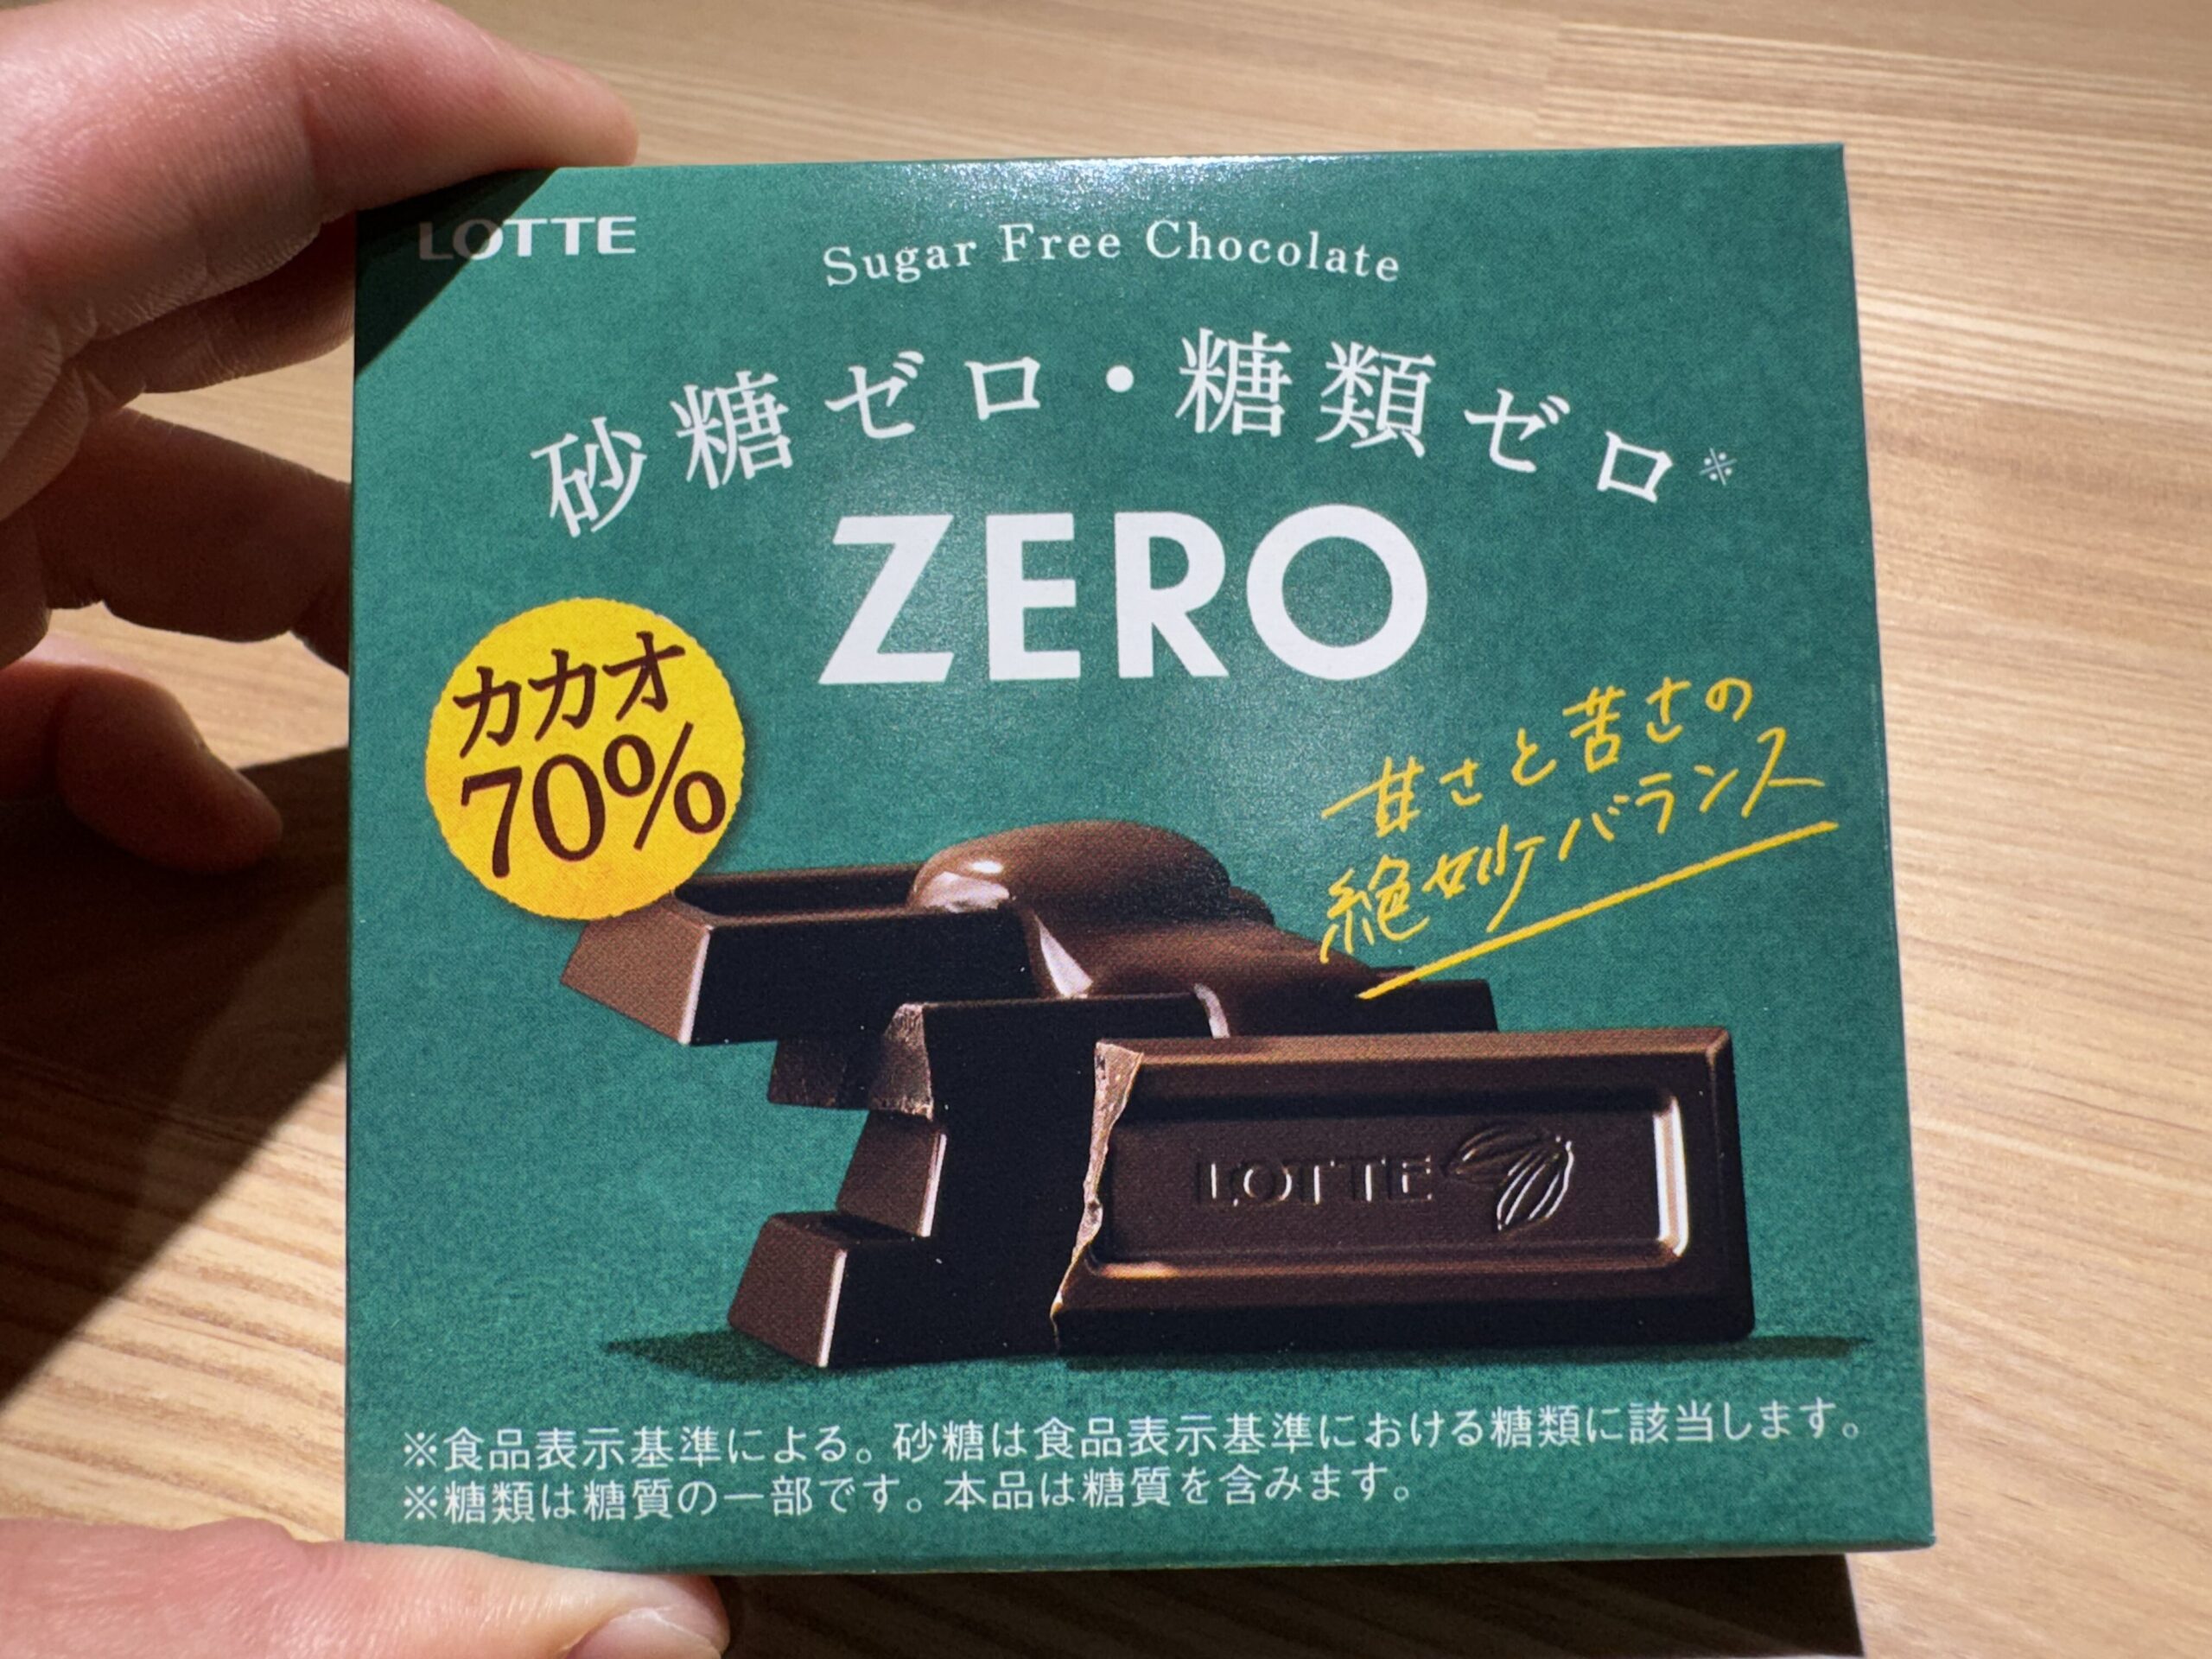 LOTTE
Sugar Free Chocolate
砂糖ゼロ・糖類ゼロ※
ZERO
カカオ
70%
甘さと苦さの
絶妙バランス
LOTTE
※食品表示基準による。砂糖は食品表示基準における糖類に該当します。
※糖類は糖質の一部です。本品は糖質を含みます。